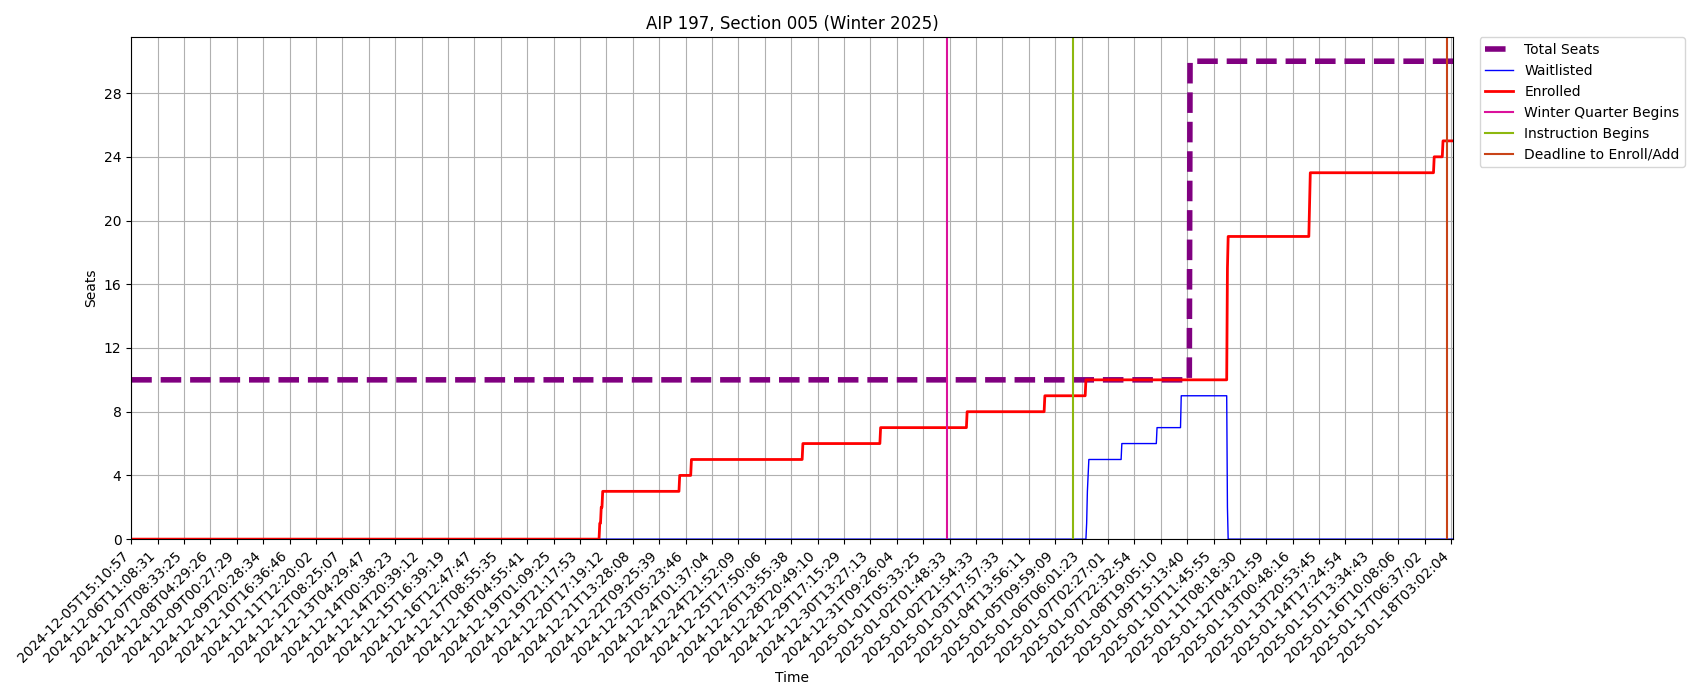 AIP 197, Section 005 (Winter 2025)
Total Seats
Waitlisted
Enrolled
Winter Quarter Begins
Instruction Begins
Deadline to Enroll/Add
Seats
28
24
20
16
12
8
4
0
2024-12-05T15:10:57
2024-12-06T11:08:31
2024-12-07T08:33:25
2024-12-08T04:29:26
2024-12-09T00:27:29
2024-12-09T20:28:34
2024-12-10T16:36:46
2024-12-11T12:20:02
2024-12-12T08:25:07
2024-12-13T04:29:47
2024-12-14T00:38:23
2024-12-14T20:39:12
2024-12-15T16:39:19
2024-12-16T12:47:47
2024-12-17T08:55:35
2024-12-18T04:55:41
2024-12-19T01:09:25
2024-12-19T21:17:53
2024-12-20T17:19:12
2024-12-21T13:28:08
2024-12-22T09:25:39
2024-12-23T05:23:46
2024-12-24T01:37:04
2024-12-24T21:52:09
2024-12-25T17:50:06
2024-12-26T13:55:38
2024-12-28T20:49:10
2024-12-29T17:15:29
2024-12-30T13:27:13
2024-12-31T09:26:04
2025-01-01T05:33:25
2025-01-02T01:48:33
2025-01-02T21:54:33
2025-01-03T17:57:33
2025-01-04T13:56:11
2025-01-05T09:59:09
2025-01-06T06:01:23
2025-01-07T02:27:01
2025-01-07T22:32:54
2025-01-08T19:05:10
2025-01-09T15:13:40
2025-01-10T11:45:55
2025-01-11T08:18:30
2025-01-12T04:21:59
2025-01-13T00:48:16
2025-01-13T20:53:45
2025-01-14T17:24:54
2025-01-15T13:34:43
2025-01-16T10:08:06
2025-01-17T06:37:02
2025-01-18T03:02:04
Time